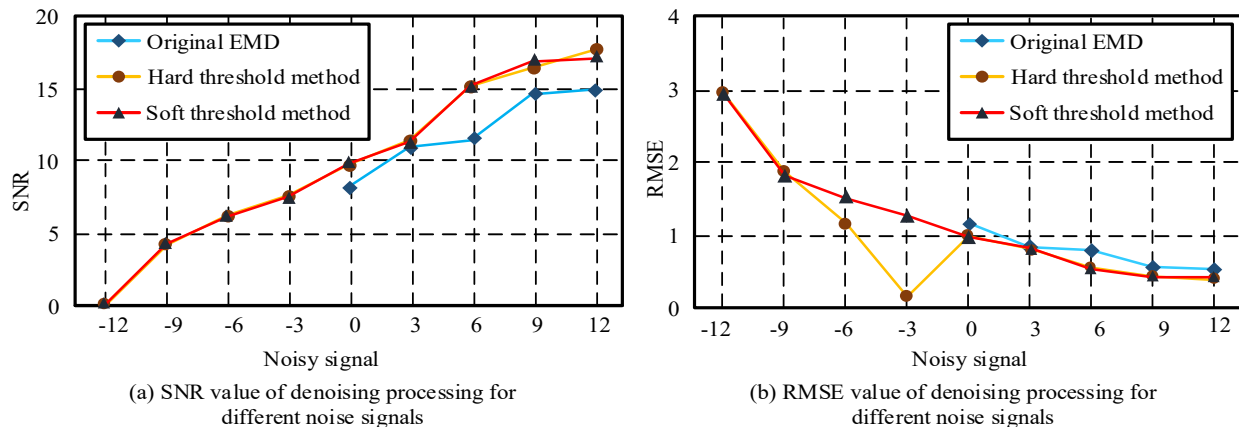 20
15
10
5
0
SNR
Original EMD
Hard threshold method
Soft threshold method
-12 -9 -6 -3 0 3 6 9 12
Noisy signal
(a) SNR value of denoising processing for
different noise signals
4
3
2
1
0
RMSE
Original EMD
Hard threshold method
Soft threshold method
-12 -9 -6 -3 0 3 6 9 12
Noisy signal
(b) RMSE value of denoising processing for
different noise signals